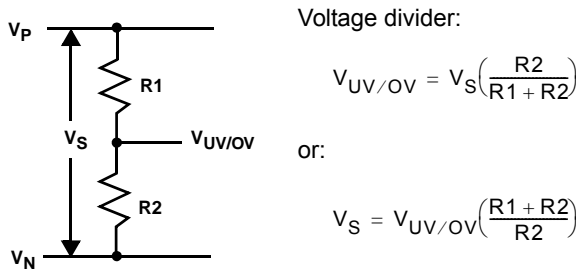 Voltage divider:
V_P
R1
V_UV/OV = V_S(R2/(R1 + R2))
V_S
V_UV/OV
or:
R2
V_S = V_UV/OV((R1 + R2)/R2)
V_N